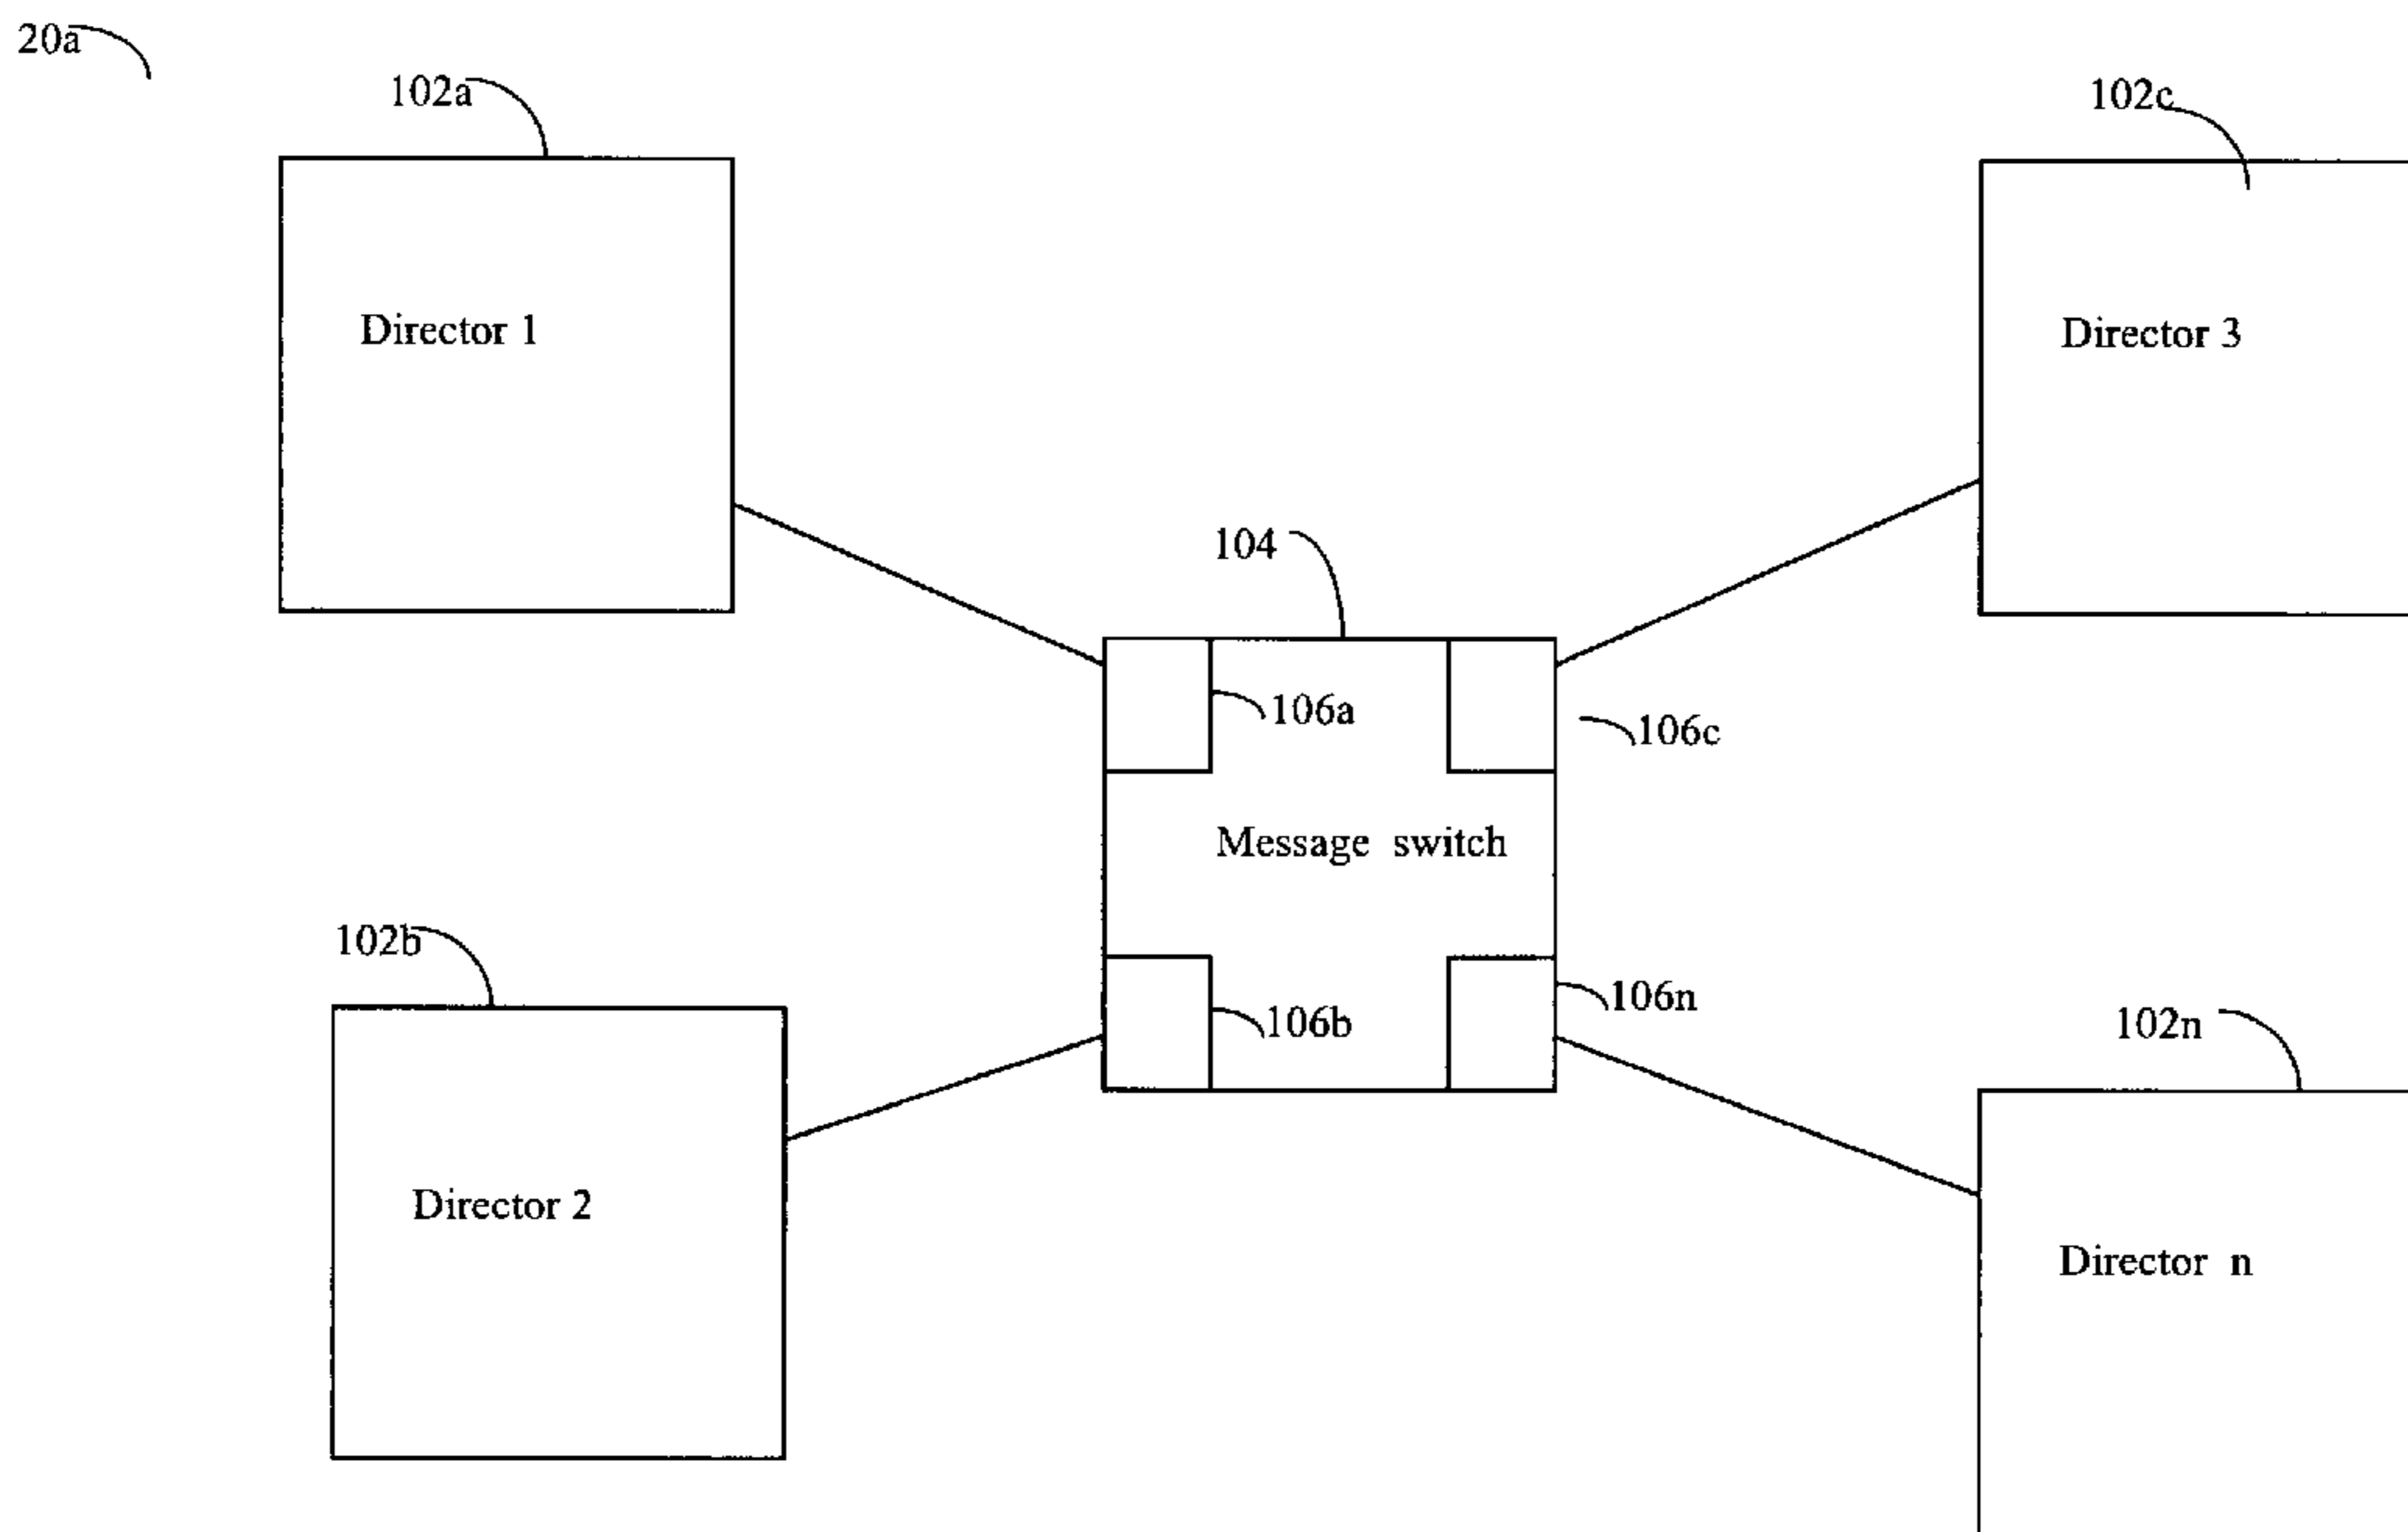 20a
102a
102c
Director 1
Director 3
104
106a
106c
Message switch
102b
106n
106b
102n
Director 2
Director n